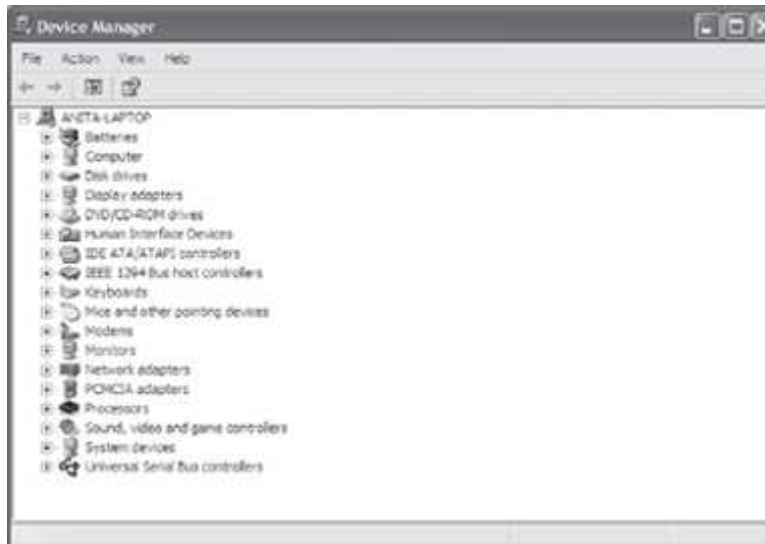 Device Manager
File Action View Help
ANITA-LAPTOP
Batteries
Computer
Disk drives
Display adapters
DVD/CD-ROM drives
Human Interface Devices
IDE ATA/ATAPI controllers
IEEE 1394 Bus host controllers
Keyboards
Mice and other pointing devices
Modems
Monitors
Network adapters
PCMCIA adapters
Processors
Sound, video and game controllers
System devices
Universal Serial Bus controllers